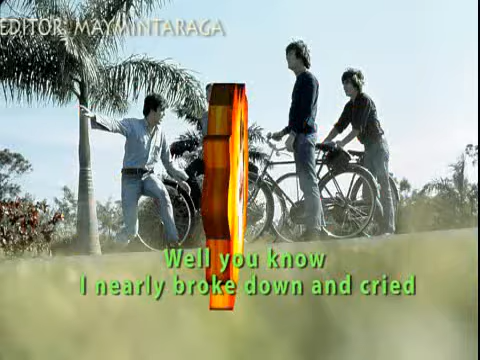 EDITOR MAYMINTARAGA
Well you know
I nearly broke down and cried